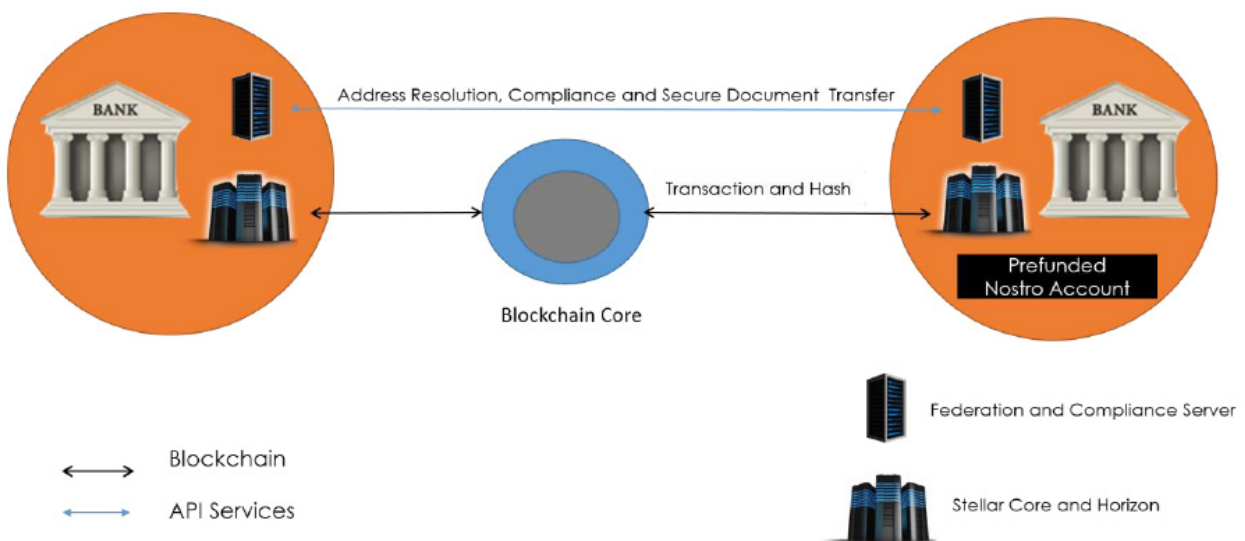 BANK
Address Resolution, Compliance and Secure Document Transfer
BANK
Transaction and Hash
Prefunded
Nostro Account
Blockchain Core
Federation and Compliance Server
Blockchain
API Services
Stellar Core and Horizon